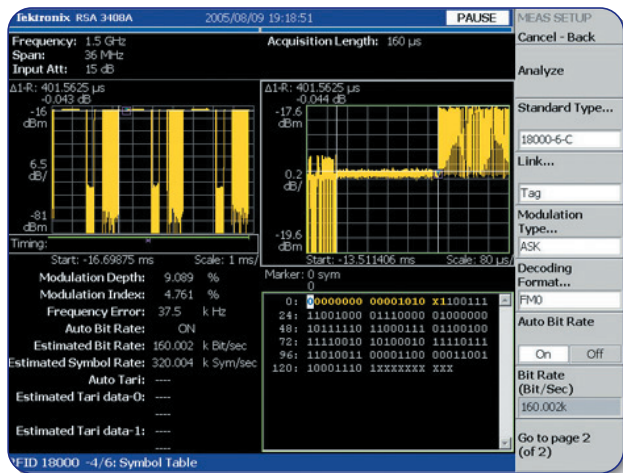 Tektronix RSA 3408A 2005/08/09 19:18:51 PAUSE
Frequency: 1.5 GHz
Acquisition Length: 160 µs
Span: 36 MHz
Input Att: 15 dB
Δ1-R: 401.5625 µs
-0.043 dB
-16
dBm
6.5
dB/
-81
dBm
Timing:
Start: -16.69875 ms Scale: 1 ms/
Δ1-R: 401.5625 µs
-0.044 dB
-17.6
dBm
0.2
dB/
-19.6
dBm
Start: -13.511406 ms Scale: 80 µs/
Modulation Depth: 9.089 %
Modulation Index: 4.761 %
Frequency Error: 37.5 k Hz
Auto Bit Rate: ON
Estimated Bit Rate: 160.002 k Bit/sec
Estimated Symbol Rate: 320.004 k Sym/sec
Auto Tari: ----
Estimated Tari data-0: ----
----
Estimated Tari data-1: ----
----
Marker: 0 sym
0
0: 00000000 00001010 X1100111
24: 11001000 01110000 01000000
48: 10111110 11000111 01100100
72: 11110010 10100010 11110111
96: 11010011 00001100 00011001
120: 10001110 1XXXXXXX XXX
RFID 18000 -4/6: Symbol Table
MEAS SETUP
Cancel - Back
Analyze
Standard Type...
18000-6-C
Link...
Tag
Modulation
Type...
ASK
Decoding
Format...
FM0
Auto Bit Rate
On Off
Bit Rate
(Bit/Sec)
160.002k
Go to page 2
(of 2)